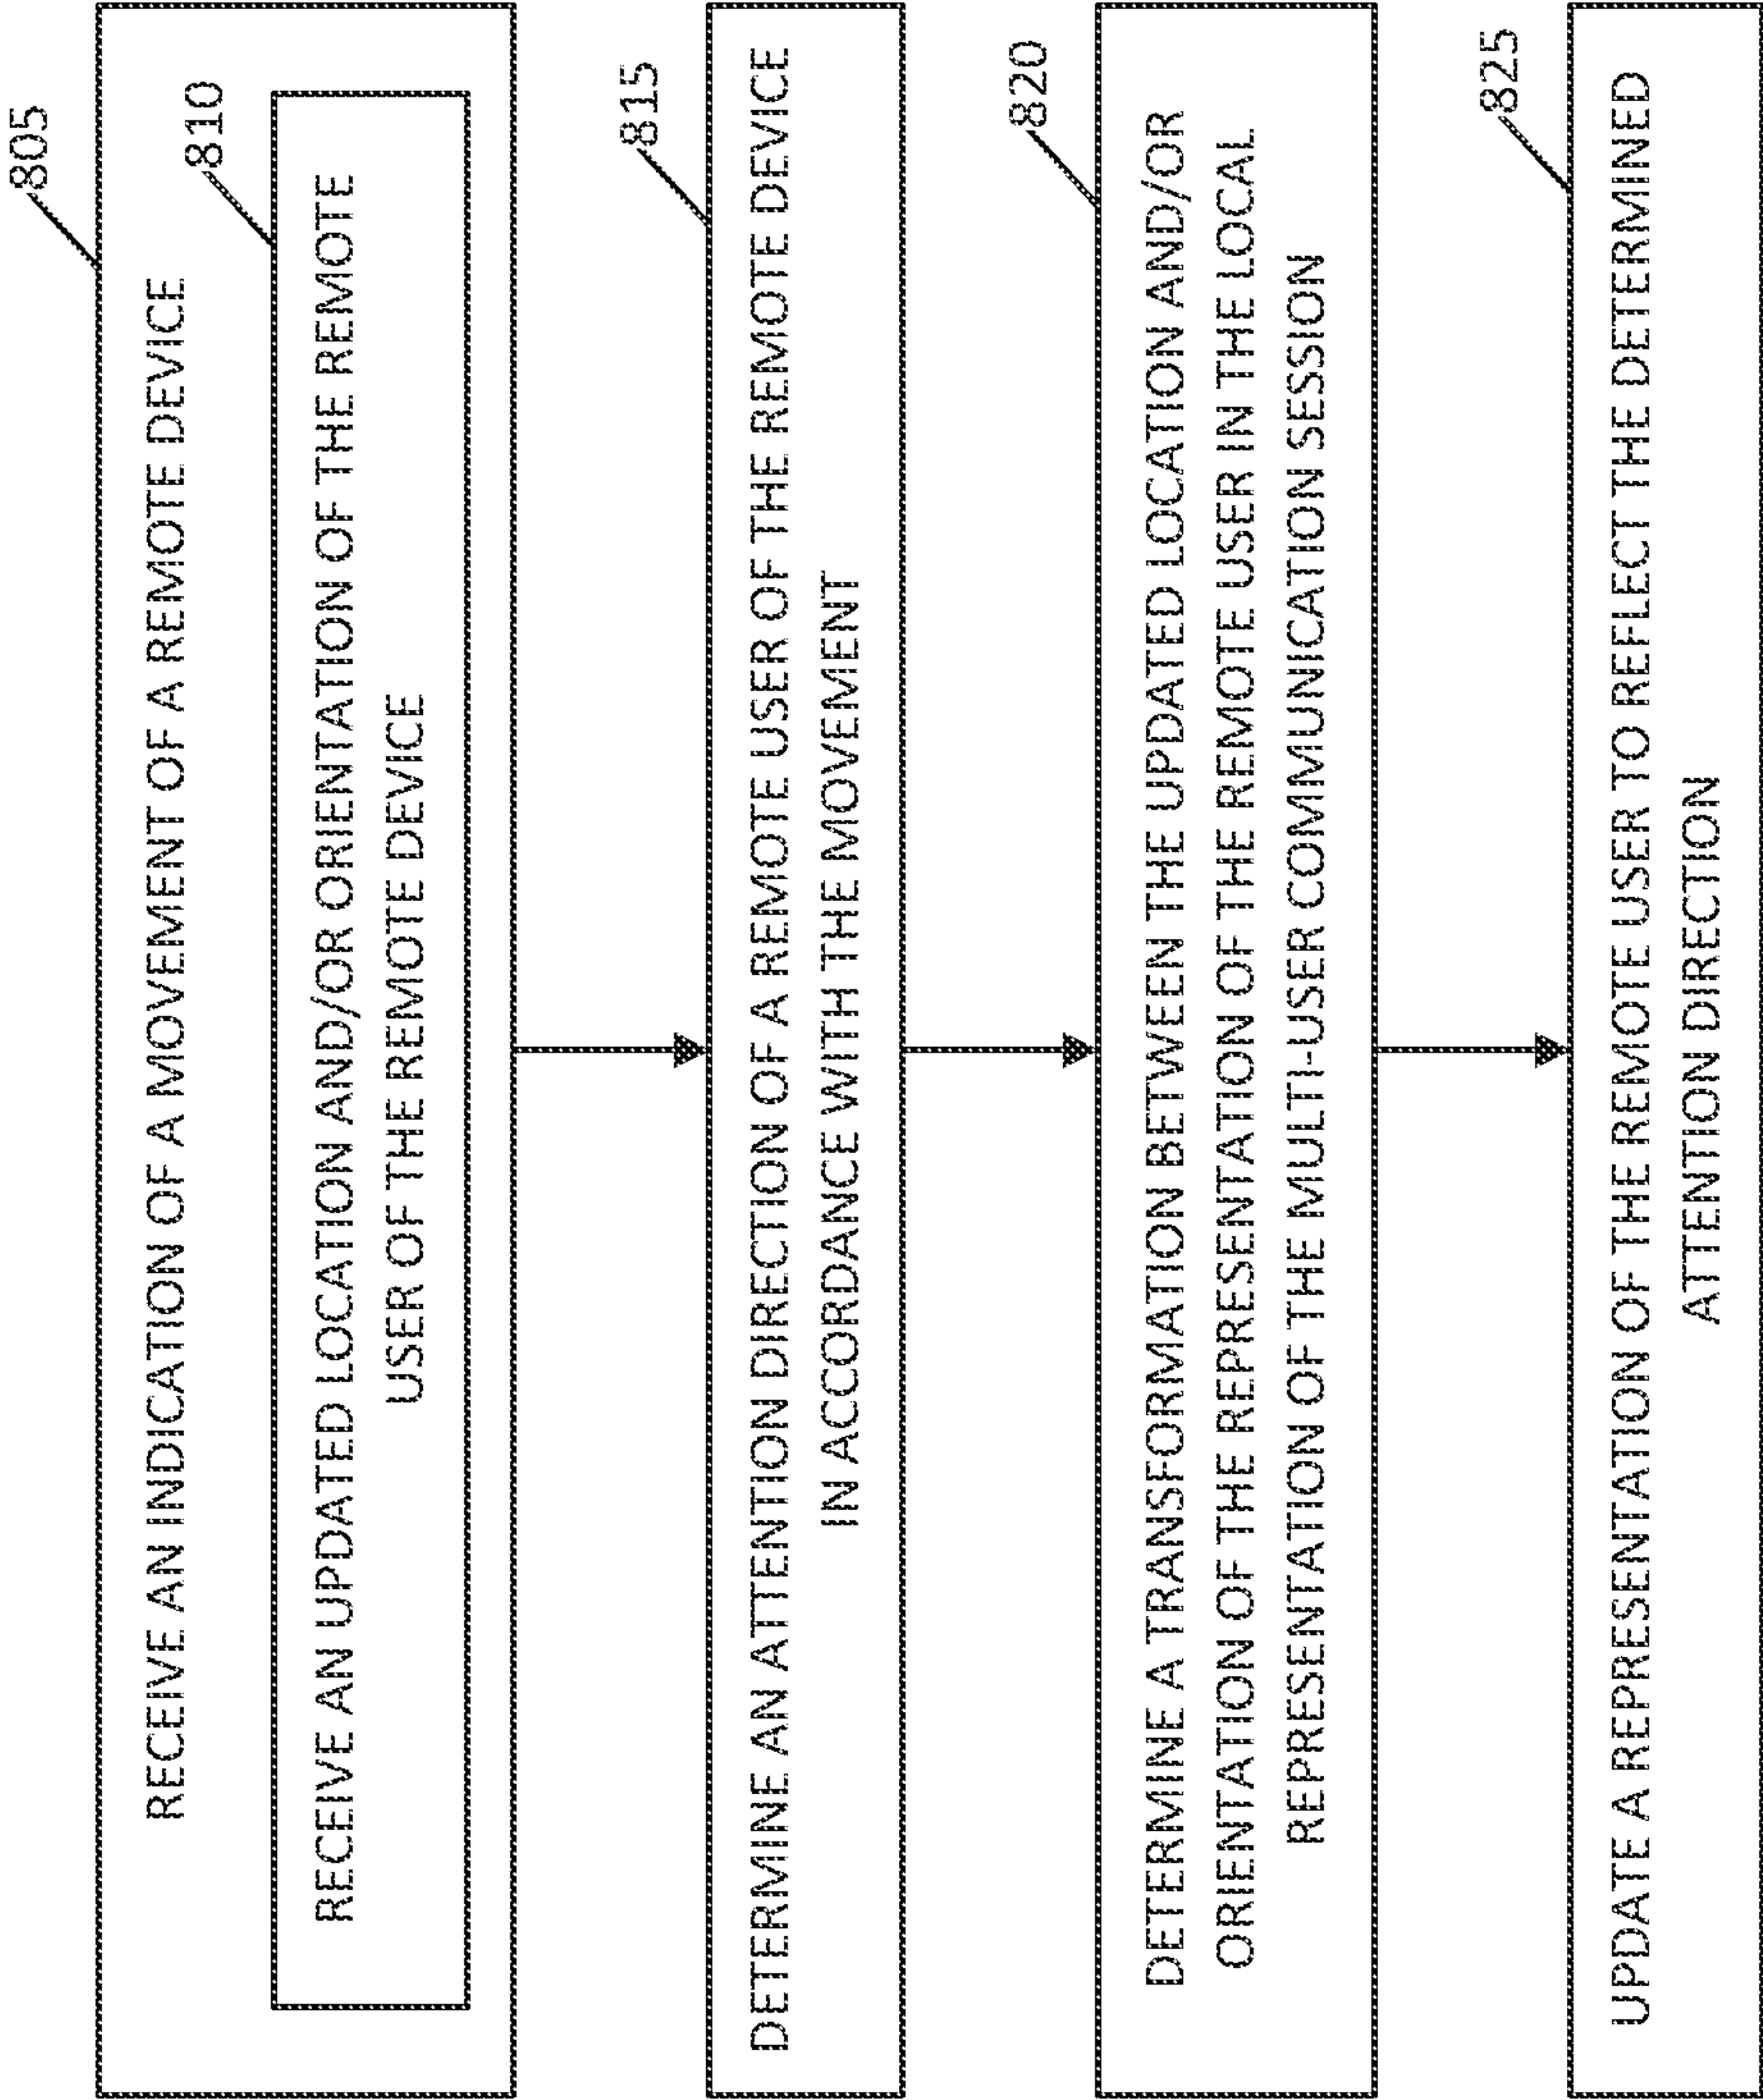 805
RECEIVE AN INDICATION OF A MOVEMENT OF A REMOTE DEVICE
810
RECEIVE AN UPDATED LOCATION AND/OR ORIENTATION OF THE REMOTE
USER OF THE REMOTE DEVICE
815
DETERMINE AN ATTENTION DIRECTION OF A REMOTE USER OF THE REMOTE DEVICE
IN ACCORDANCE WITH THE MOVEMENT
820
DETERMINE A TRANSFORMATION BETWEEN THE UPDATED LOCATION AND/OR
ORIENTATION OF THE REPRESENTATION OF THE REMOTE USER IN THE LOCAL
REPRESENTATION OF THE MULTI-USER COMMUNICATION SESSION
825
UPDATE A REPRESENTATION OF THE REMOTE USER TO REFLECT THE DETERMINED
ATTENTION DIRECTION